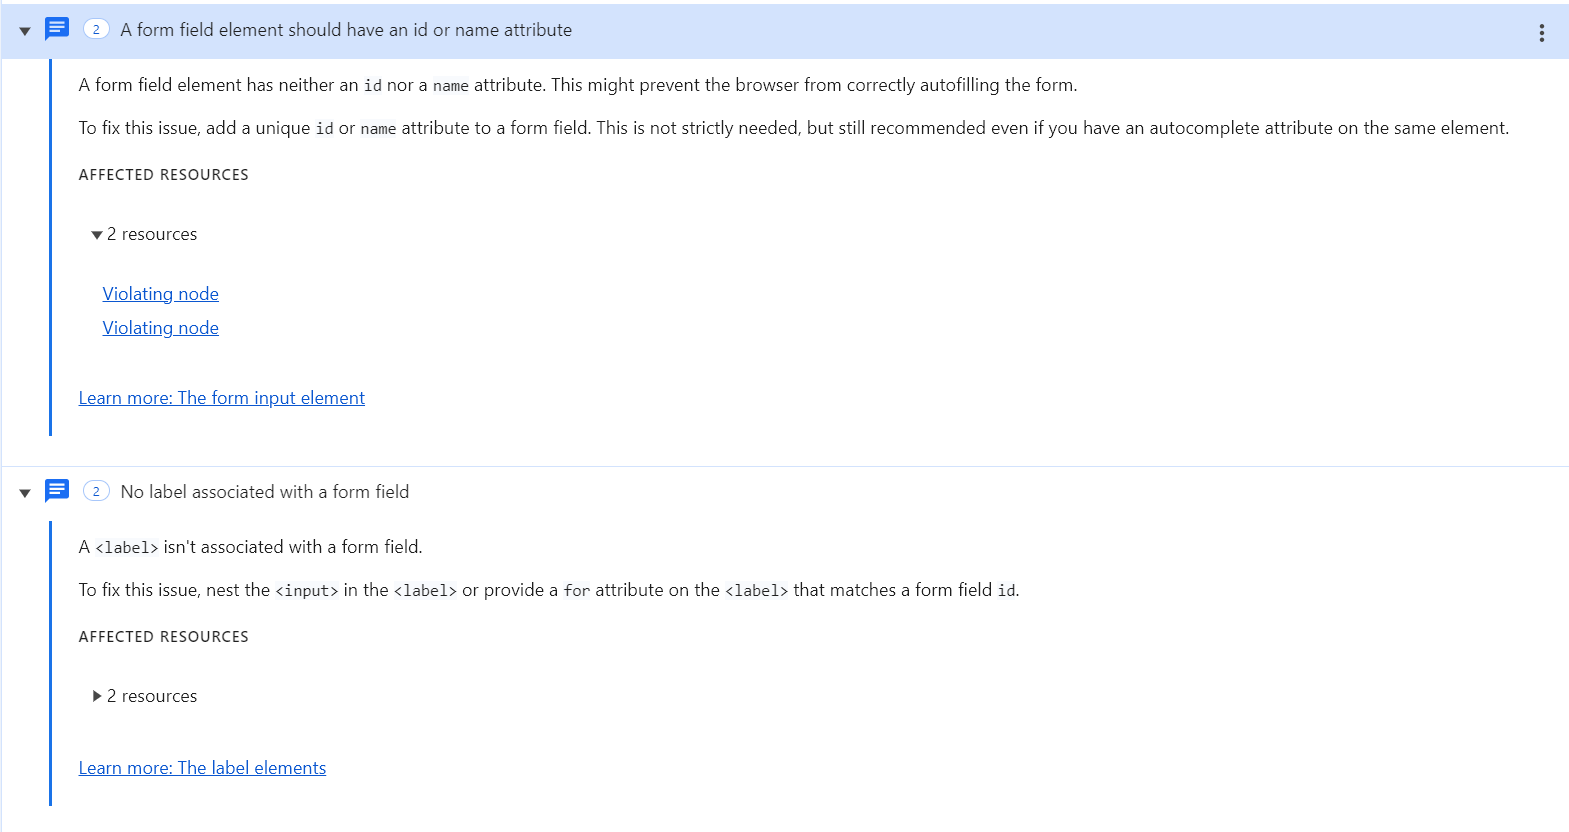 2 A form field element should have an id or name attribute
A form field element has neither an id nor a name attribute. This might prevent the browser from correctly autofilling the form.
To fix this issue, add a unique id or name attribute to a form field. This is not strictly needed, but still recommended even if you have an autocomplete attribute on the same element.
AFFECTED RESOURCES
2 resources
Violating node
Violating node
Learn more: The form input element
2 No label associated with a form field
A <label> isn't associated with a form field.
To fix this issue, nest the <input> in the <label> or provide a for attribute on the <label> that matches a form field id.
AFFECTED RESOURCES
2 resources
Learn more: The label elements